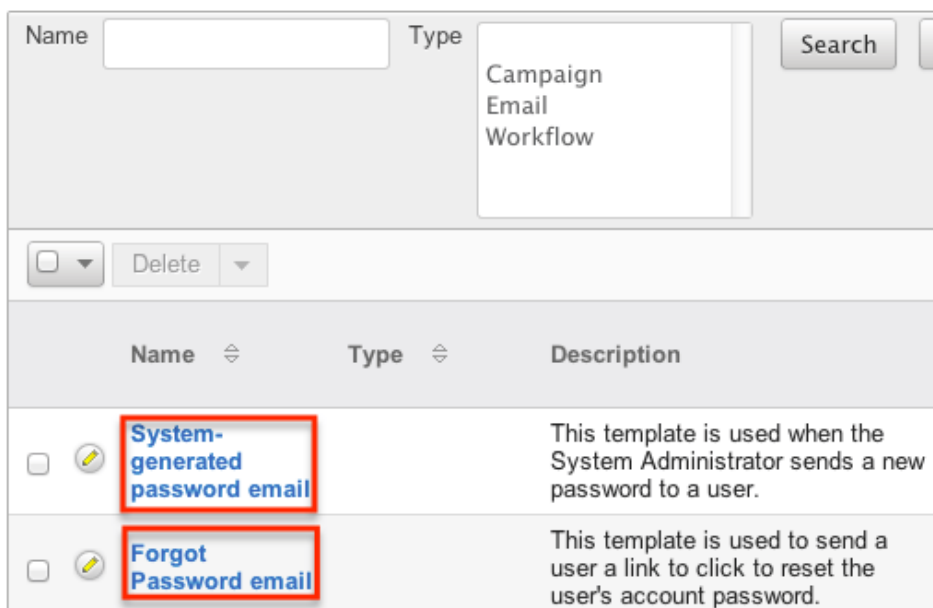 Name
Type
Search
Campaign
Email
Workflow
Delete
Name Type Description
System-
generated
password email
This template is used when the
System Administrator sends a new
password to a user.
Forgot
Password email
This template is used to send a
user a link to click to reset the
user's account password.